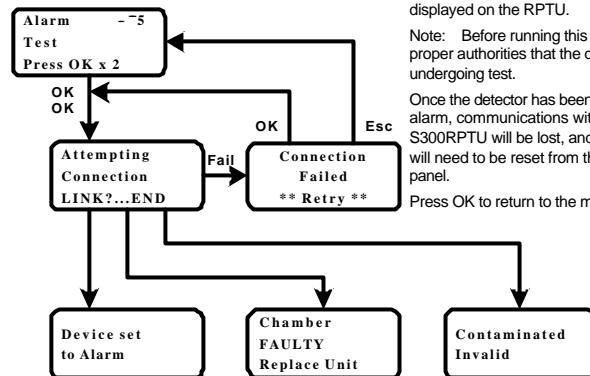 Alarm -¯5
Test
Press OK x 2
OK
OK
Attempting
Connection
LINK?...END
Fail
OK
Esc
Connection
Failed
** Retry **
Device set
to Alarm
Chamber
FAULTY
Replace Unit
Contaminated
Invalid
displayed on the RPTU.
Note: Before running this
proper authorities that the
undergoing test.
Once the detector has been
alarm, communications
S300RPTU will be lost, and
will need to be reset from
panel.
Press OK to return to the